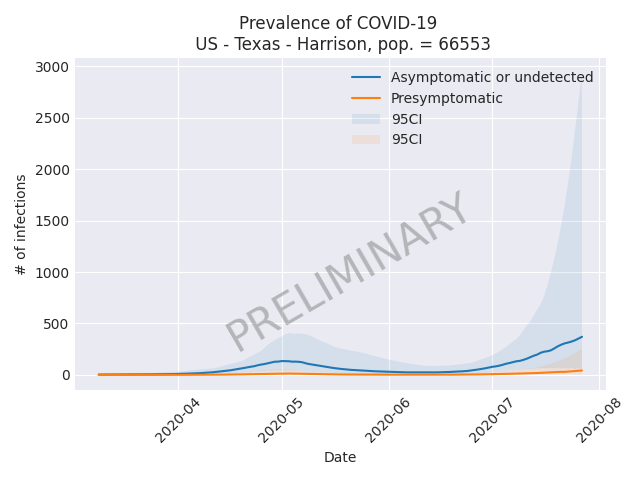 Prevalence of COVID-19
US - Texas - Harrison, pop. = 66553
3000
2500
2000
1500
1000
500
0
# of infections
Asymptomatic or undetected
Presymptomatic
95CI
95CI
PRELIMINARY
2020-04
2020-05
2020-06
2020-07
2020-08
Date